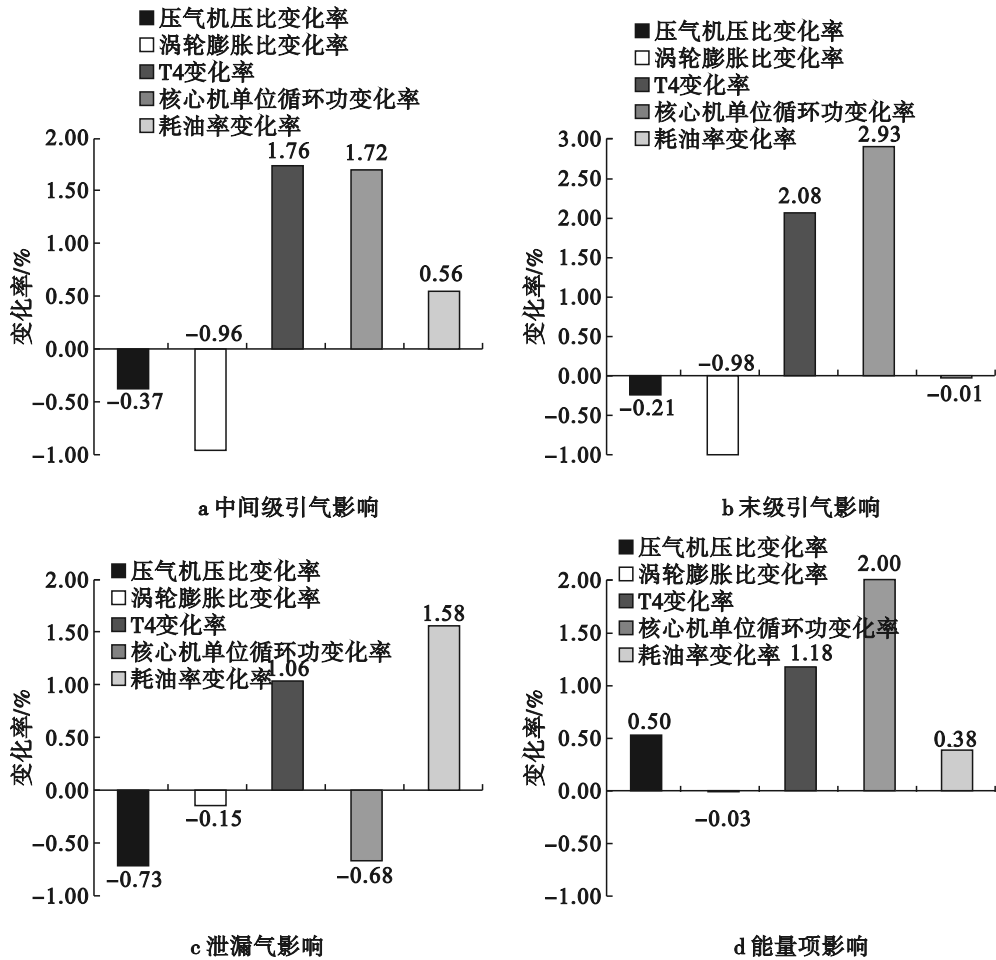 压气机压比变化率
涡轮膨胀比变化率
T4变化率
核心机单位循环功变化率
耗油率变化率
变化率/%
2.00
1.50
1.00
0.50
0.00
−0.50
−1.00
−0.37
−0.96
1.76
1.72
0.56
a 中间级引气影响
压气机压比变化率
涡轮膨胀比变化率
T4变化率
核心机单位循环功变化率
耗油率变化率
变化率/%
3.00
2.50
2.00
1.50
1.00
0.50
0.00
−0.50
−1.00
−0.21
−0.98
2.08
2.93
−0.01
b 末级引气影响
压气机压比变化率
涡轮膨胀比变化率
T4变化率
核心机单位循环功变化率
耗油率变化率
变化率/%
2.00
1.50
1.00
0.50
0.00
−0.50
−1.00
−0.73
−0.15
1.06
−0.68
1.58
c 泄漏气影响
压气机压比变化率
涡轮膨胀比变化率
T4变化率
核心机单位循环功变化率
耗油率变化率
变化率/%
2.00
1.50
1.00
0.50
0.00
−0.50
−1.00
0.50
−0.03
1.18
2.00
0.38
d 能量项影响